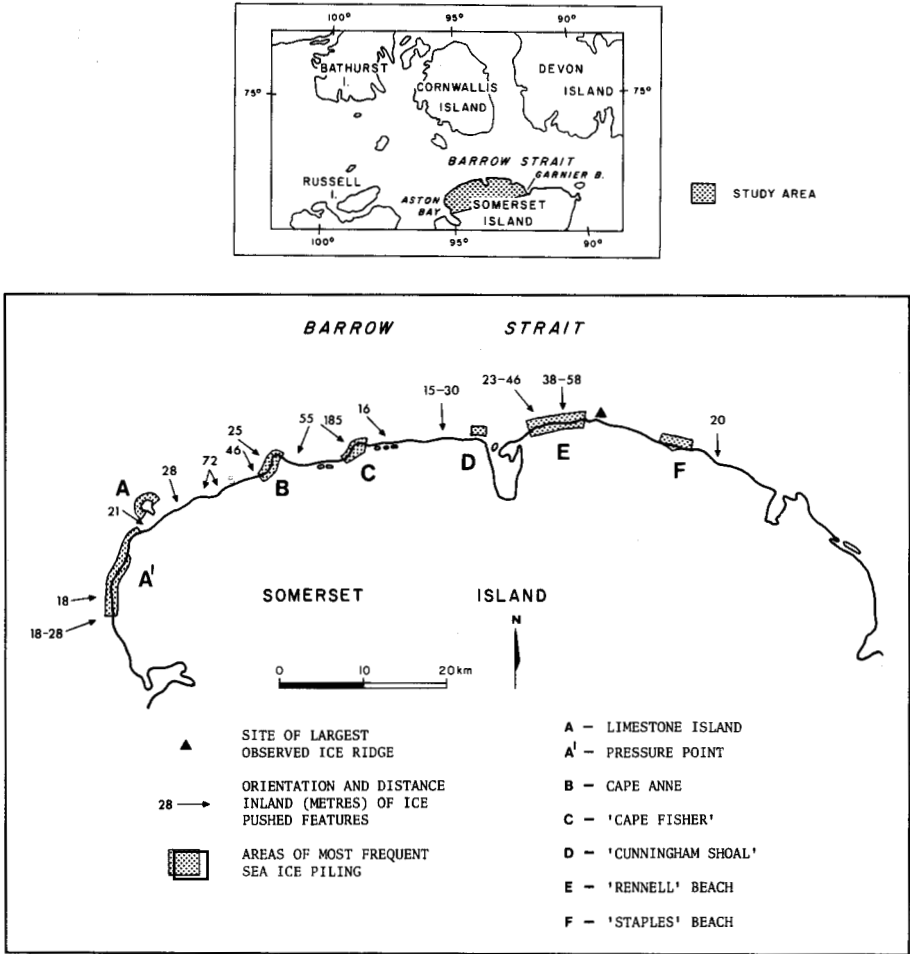 100° 95° 90°
BATHURST
I.
CORNWALLIS
ISLAND
DEVON
ISLAND
75° 75°
BARROW STRAIT
GARNIER B.
RUSSELL
I.
ASTON
BAY
SOMERSET
ISLAND
100° 95° 90°
STUDY AREA
BARROW STRAIT
15-30
23-46 38-58
16
185
55
25
46
72
28
20
A
21
B
C
D
E
F
A'
18
18-28
SOMERSET ISLAND
N
0 10 20 km
SITE OF LARGEST
OBSERVED ICE RIDGE
28
ORIENTATION AND DISTANCE
INLAND (METRES) OF ICE
PUSHED FEATURES
AREAS OF MOST FREQUENT
SEA ICE PILING
A – LIMESTONE ISLAND
A' – PRESSURE POINT
B – CAPE ANNE
C – 'CAPE FISHER'
D – 'CUNNINGHAM SHOAL'
E – 'RENNELL' BEACH
F – 'STAPLES' BEACH